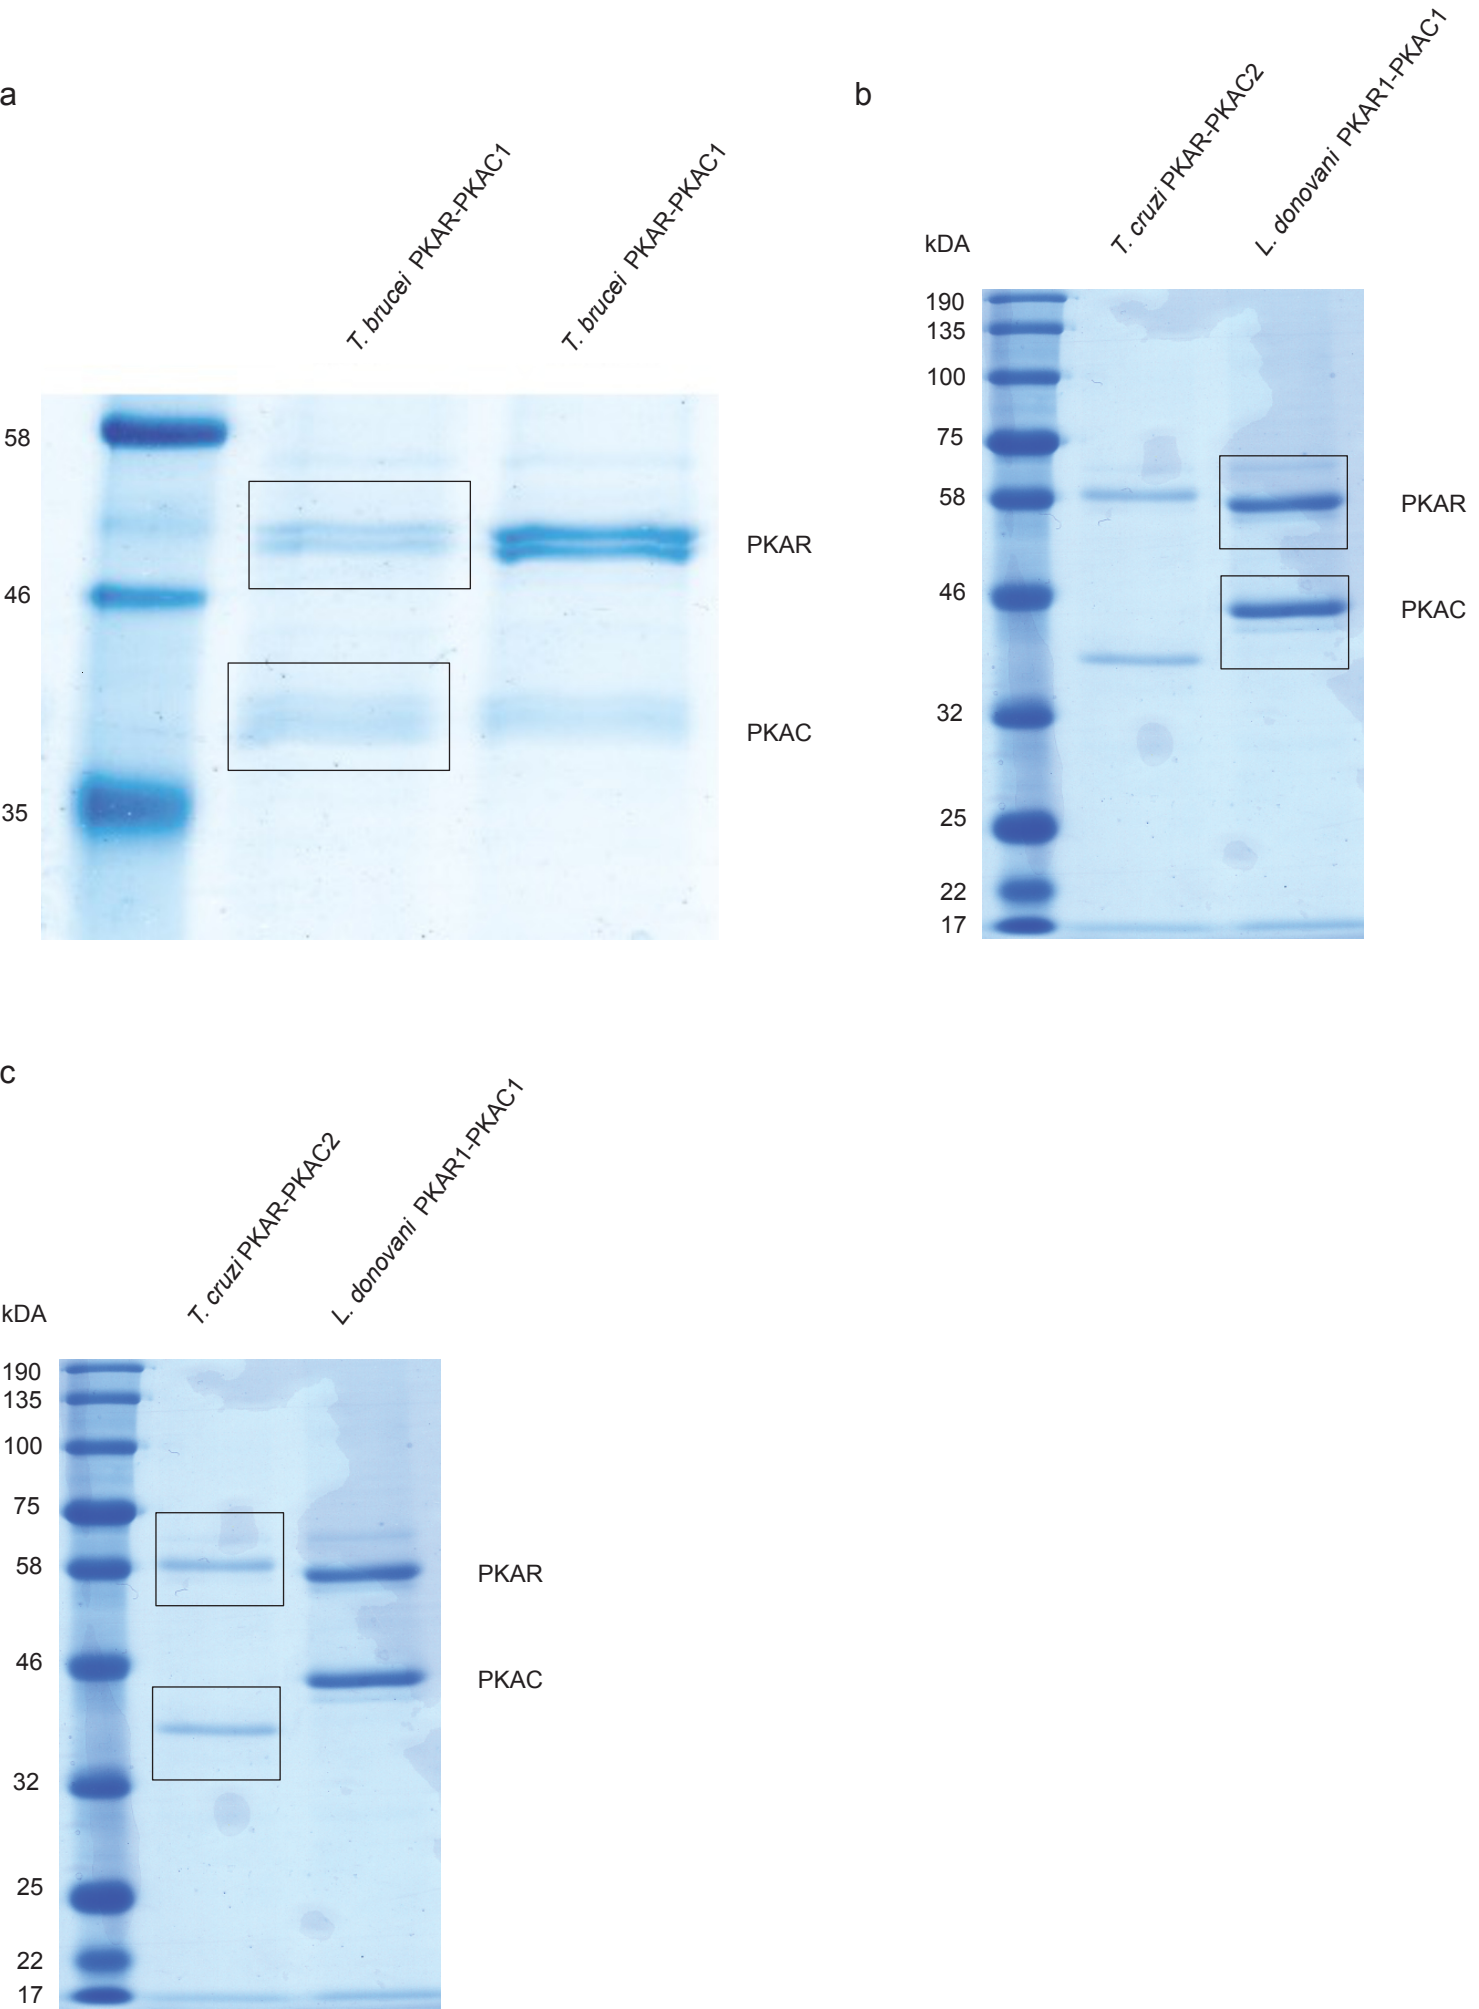 a
T. brucei PKAR-PKAC1
T. brucei PKAR-PKAC1
58
46
35
PKAR
PKAC
b
kDA
T. cruzi PKAR-PKAC2
L. donovani PKAR1-PKAC1
190
135
100
75
58
46
32
25
22
17
PKAR
PKAC
c
kDA
T. cruzi PKAR-PKAC2
L. donovani PKAR1-PKAC1
190
135
100
75
58
46
32
25
22
17
PKAR
PKAC